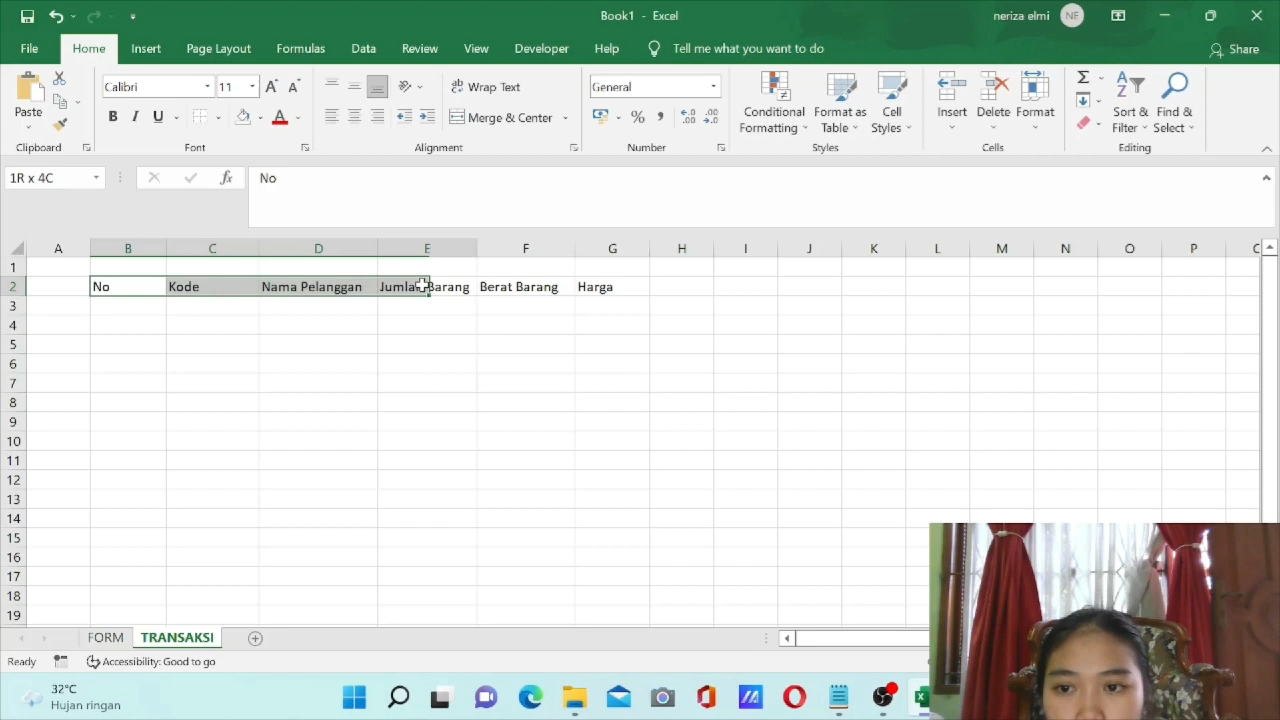 Book1 - Excel
neriza elmi
NE
File Home Insert Page Layout Formulas Data Review View Developer Help Tell me what you want to do Share
Calibri 11 Wrap Text General
Paste Merge & Center Conditional Formatting Format as Table Cell Styles Insert Delete Format Sort & Filter Find & Select
Clipboard Font Alignment Number Styles Cells Editing
1R x 4C fx No
A B C D E F G H I J K L M N O P
1
2 No Kode Nama Pelanggan Jumlah Barang Berat Barang Harga
3
4
5
6
7
8
9
10
11
12
13
14
15
16
17
18
19
FORM TRANSAKSI
Ready Accessibility: Good to go
32°C
Hujan ringan